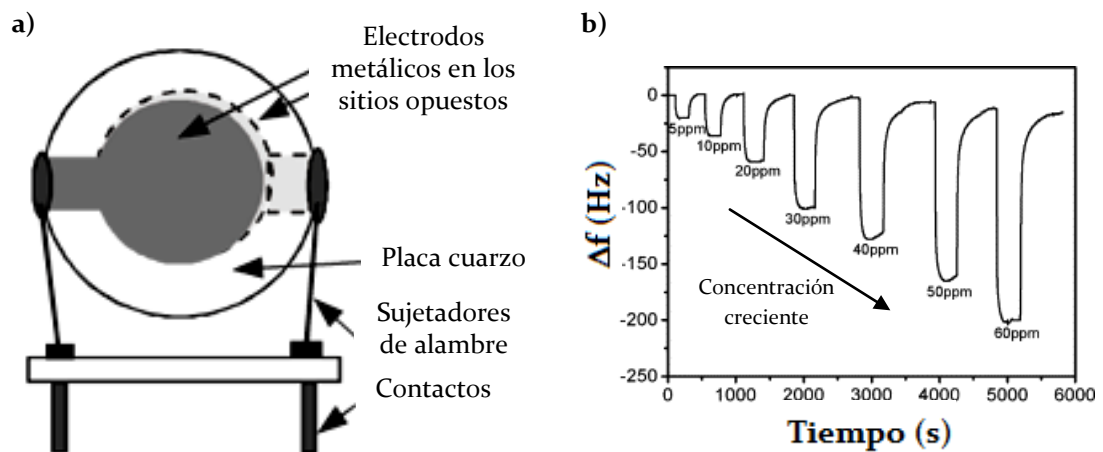 a)
Electrodos
metálicos en los
sitios opuestos
Placa cuarzo
Sujetadores
de alambre
Contactos
b)
0
-50
-100
-150
-200
-250
Δf (Hz)
5ppm
10ppm
20ppm
30ppm
40ppm
50ppm
60ppm
Concentración
creciente
0 1000 2000 3000 4000 5000 6000
Tiempo (s)